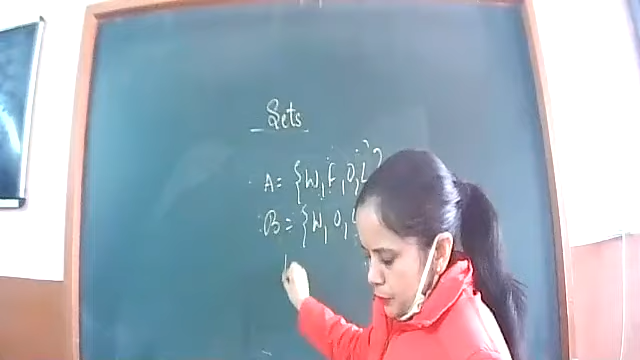 Sets
A = {W, F, O, L}
B = {W, O,